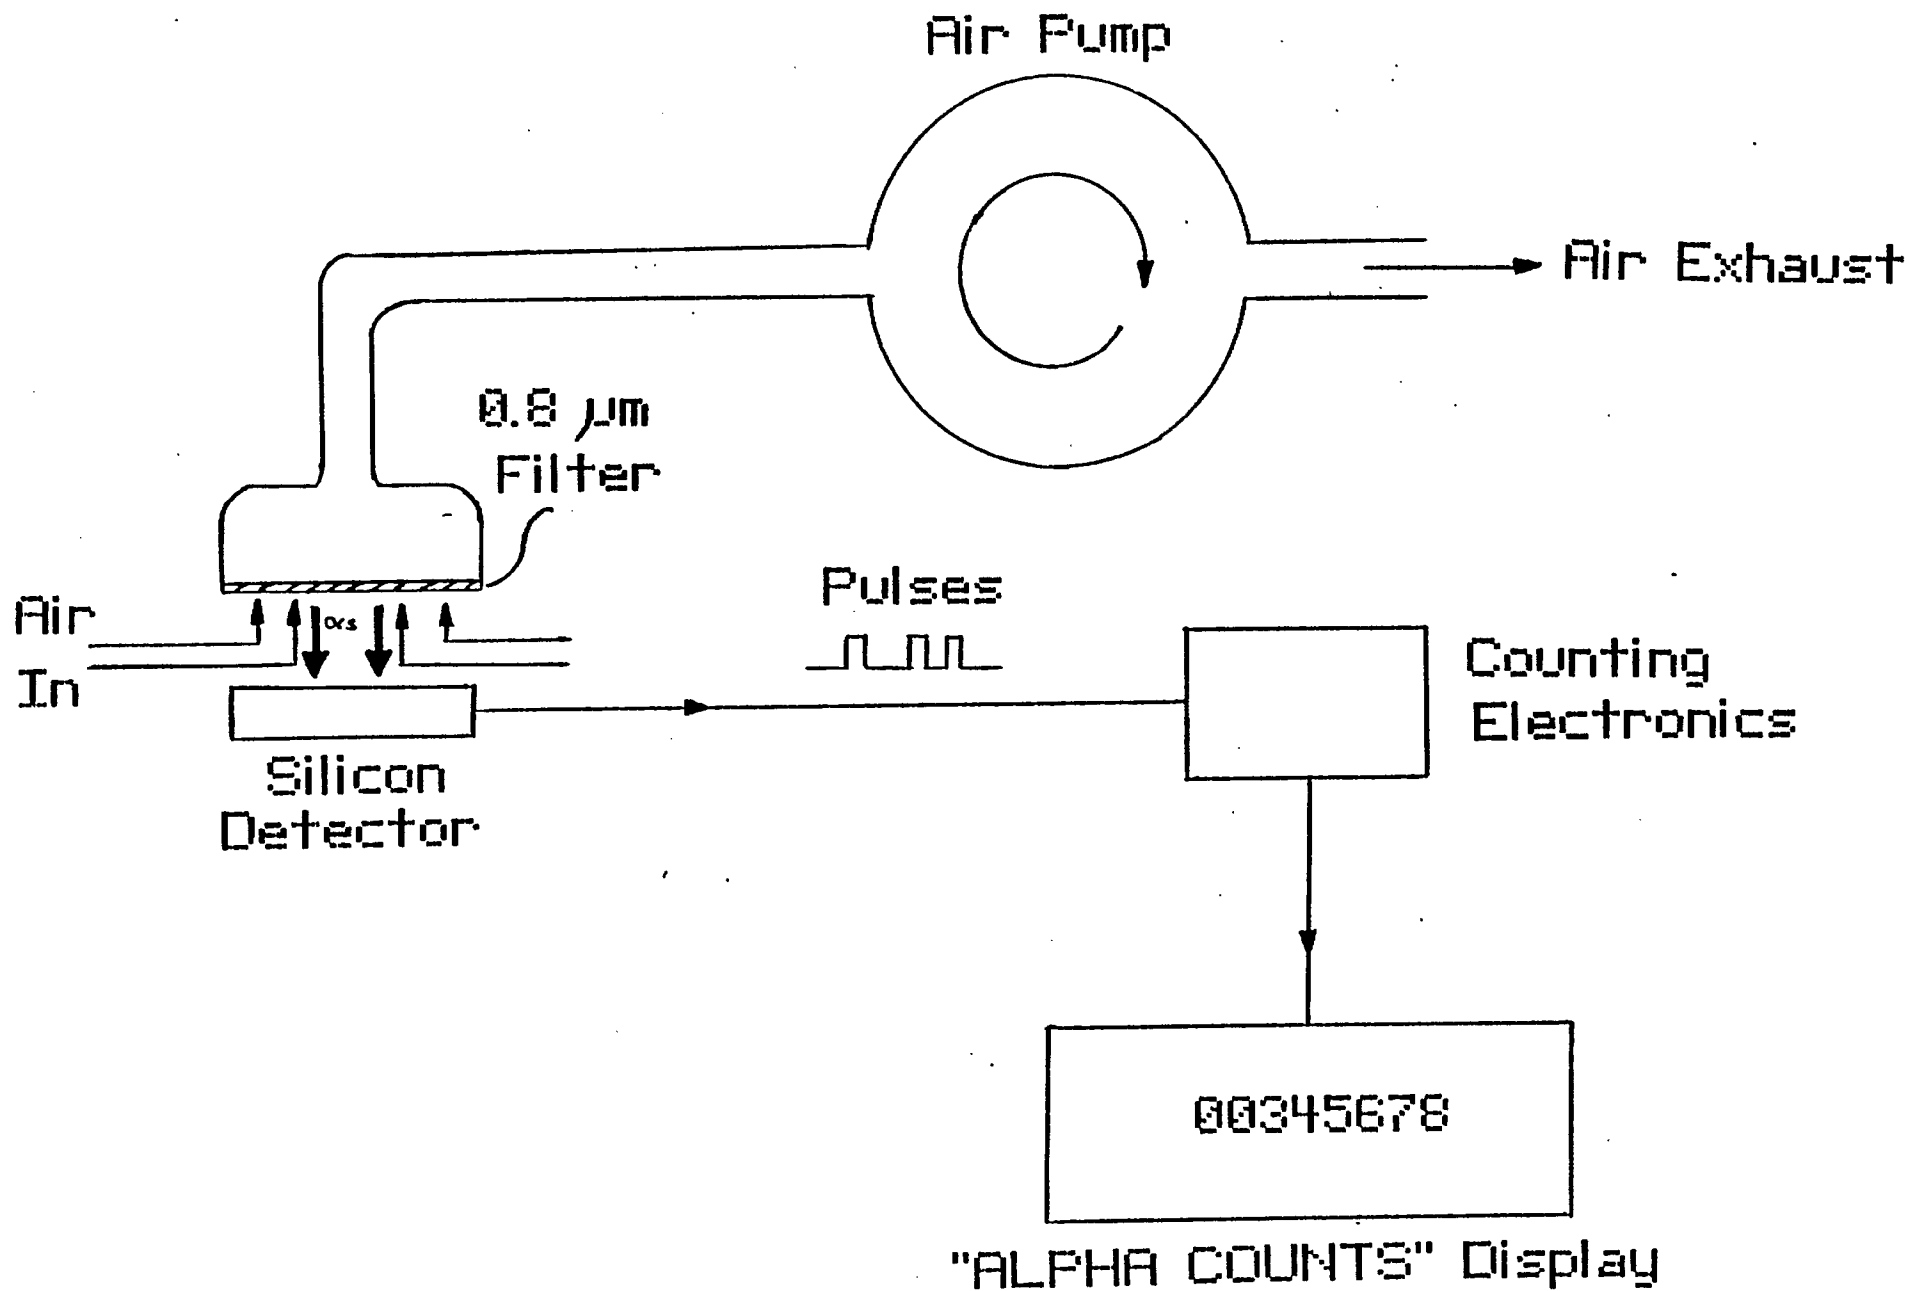 Air Pump
Air Exhaust
0.8 µm
Filter
Air
In
αs
Pulses
Counting
Electronics
Silicon
Detector
00345678
"ALPHA COUNTS" Display